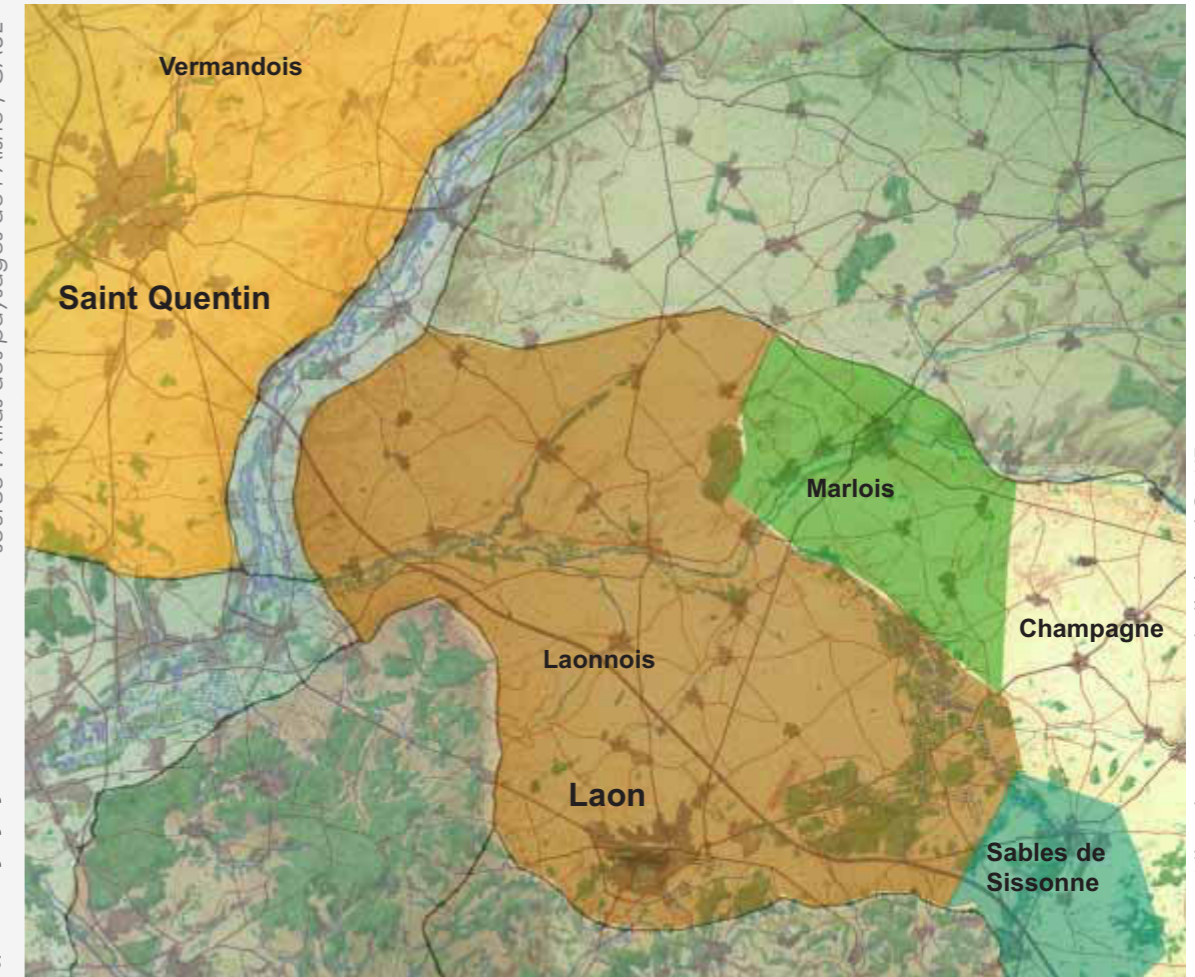 Vermandois
Saint Quentin
Marlois
Champagne
Laonnois
Laon
Sables de
Sissonne